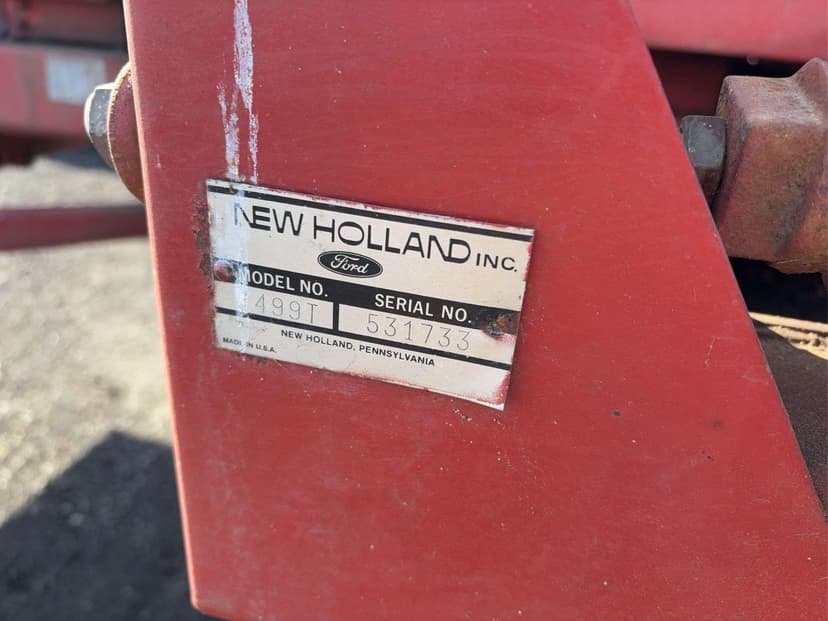 NEW HOLLAND INC.
Ford
MODEL NO. SERIAL NO.
499T 531733
NEW HOLLAND, PENNSYLVANIA
MADE IN U.S.A.